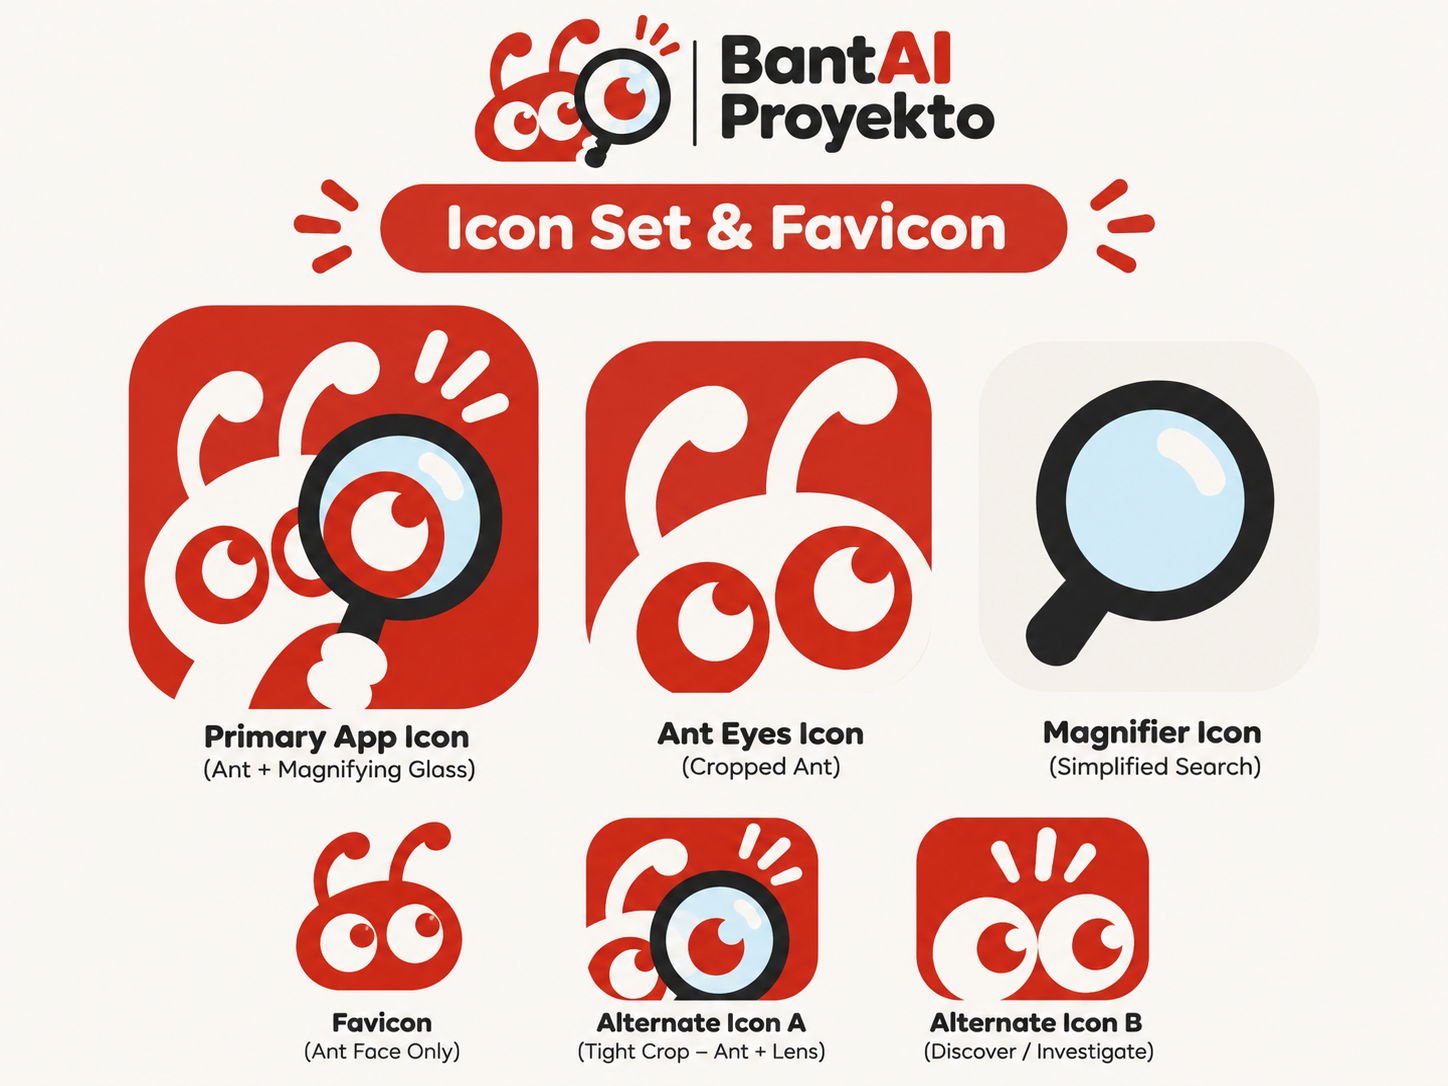 BantAI
Proyekto
Icon Set & Favicon
Primary App Icon
(Ant + Magnifying Glass)
Ant Eyes Icon
(Cropped Ant)
Magnifier Icon
(Simplified Search)
Favicon
(Ant Face Only)
Alternate Icon A
(Tight Crop – Ant + Lens)
Alternate Icon B
(Discover / Investigate)